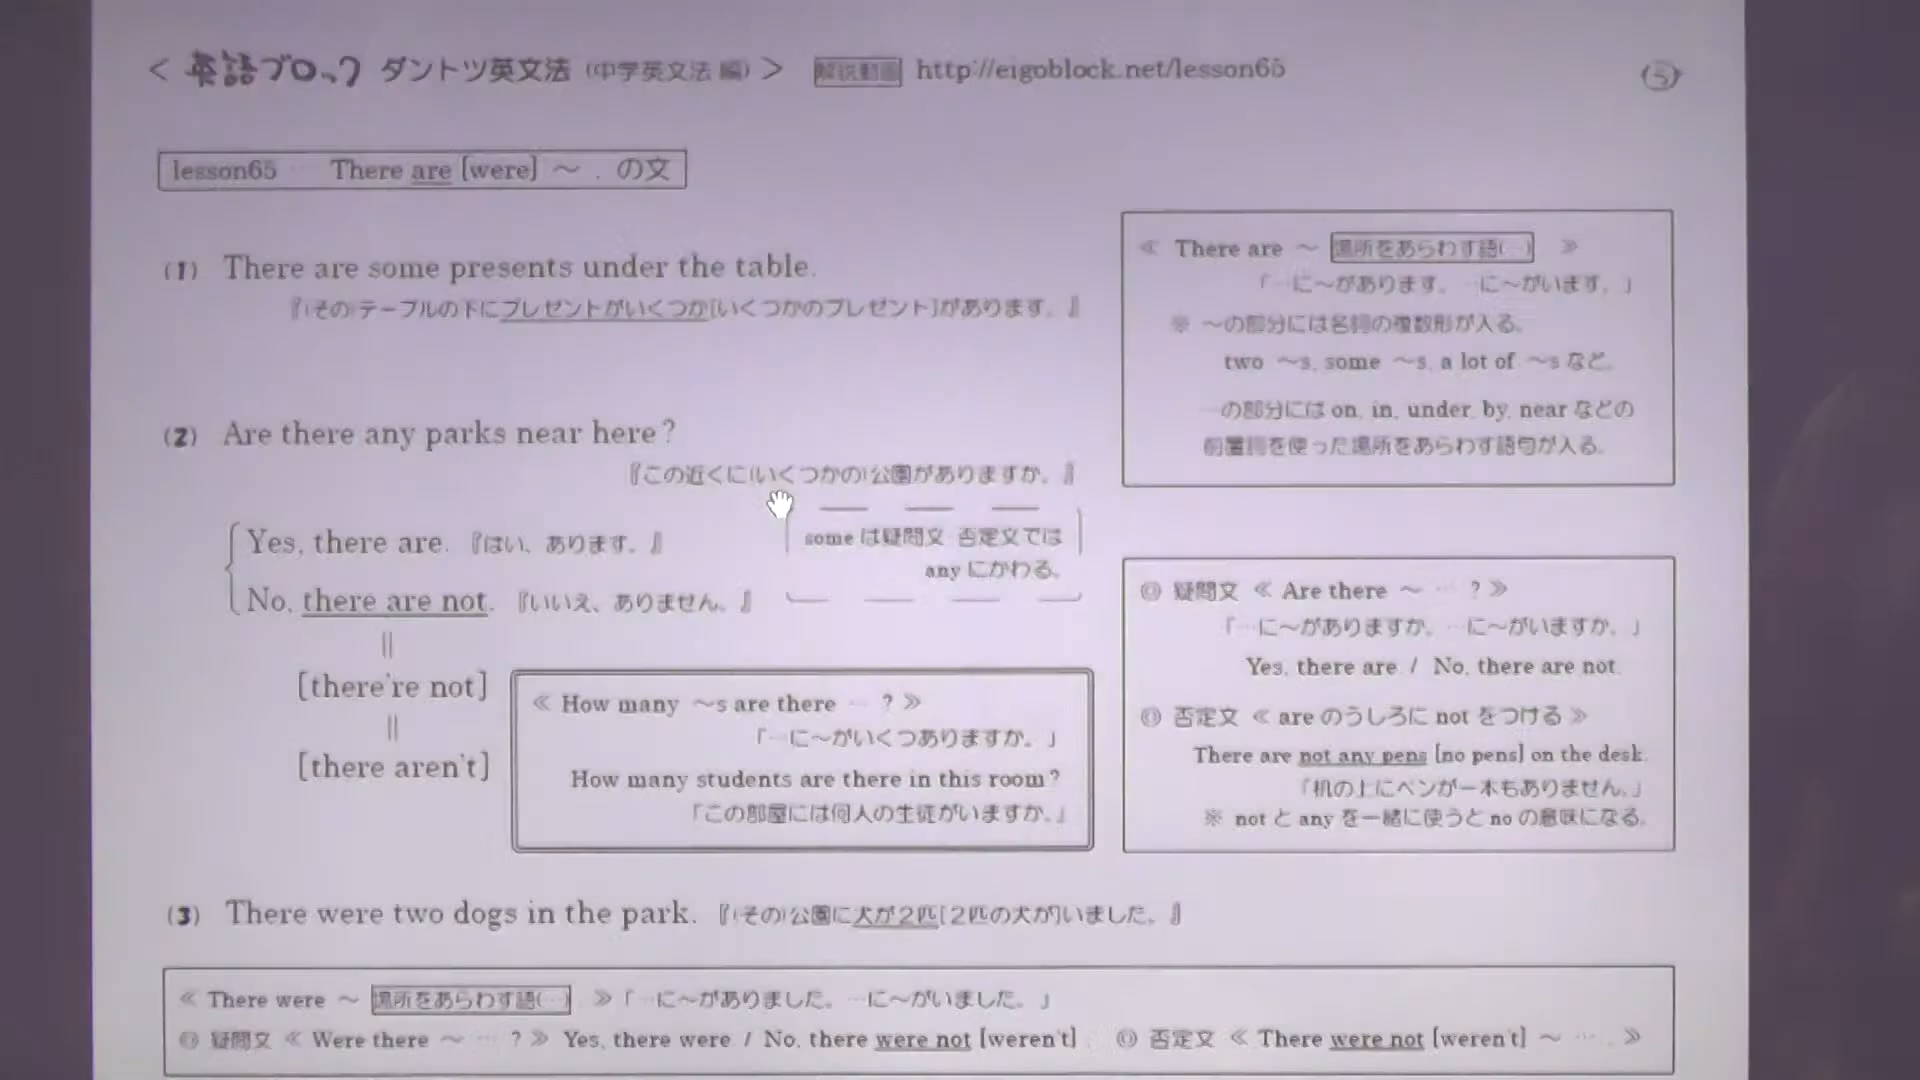 < 英語ブロック ダントツ英文法 (中学英文法 編) > 解説動画 http://eigoblock.net/lesson65 (5)
lesson65 … There are [were] ～ . の文
(1) There are some presents under the table.
『(その)テーブルの下にプレゼントがいくつか[いくつかのプレゼント]があります。』
≪ There are ～ 場所をあらわす語(…) ≫
「…に～があります。…に～がいます。」
※ ～の部分には名詞の複数形が入る。
two ～s, some ～s, a lot of ～s など。
…の部分には on, in, under, by, near などの
前置詞を使った場所をあらわす語句が入る。
(2) Are there any parks near here?
『この近くに(いくつかの)公園がありますか。』
Yes, there are. 『はい、あります。』
No, there are not. 『いいえ、ありません。』
||
[there're not]
||
[there aren't]
some は疑問文・否定文では
any にかわる。
≪ How many ～s are there … ? ≫
「…に～がいくつありますか。」
How many students are there in this room?
「この部屋には何人の生徒がいますか。」
◎ 疑問文 ≪ Are there ～ … ? ≫
「…に～がありますか。…に～がいますか。」
Yes, there are. / No, there are not.
◎ 否定文 ≪ are のうしろに not をつける ≫
There are not any pens [no pens] on the desk.
「机の上にペンが一本もありません。」
※ not と any を一緒に使うと no の意味になる。
(3) There were two dogs in the park. 『(その)公園に犬が２匹[２匹の犬が]いました。』
≪ There were ～ 場所をあらわす語(…) ≫「…に～がありました。…に～がいました。」
◎ 疑問文 ≪ Were there ～ … ? ≫ Yes, there were. / No, there were not [weren't]. ◎ 否定文 ≪ There were not [weren't] ～ … . ≫